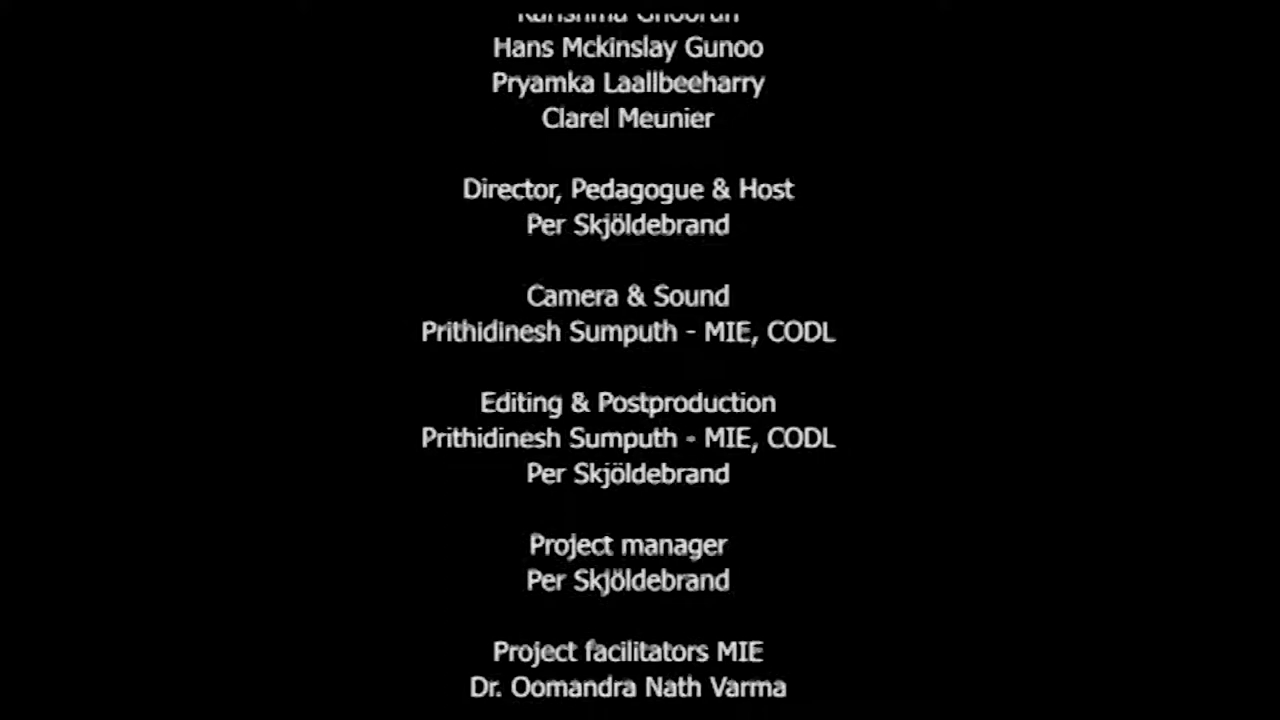 Hans Mckinslay Gunoo
Pryamka Laallbeeharry
Clarel Meunier
Director, Pedagogue & Host
Per Skjöldebrand
Camera & Sound
Prithidinesh Sumputh - MIE, CODL
Editing & Postproduction
Prithidinesh Sumputh - MIE, CODL
Per Skjöldebrand
Project manager
Per Skjöldebrand
Project facilitators MIE
Dr. Oomandra Nath Varma